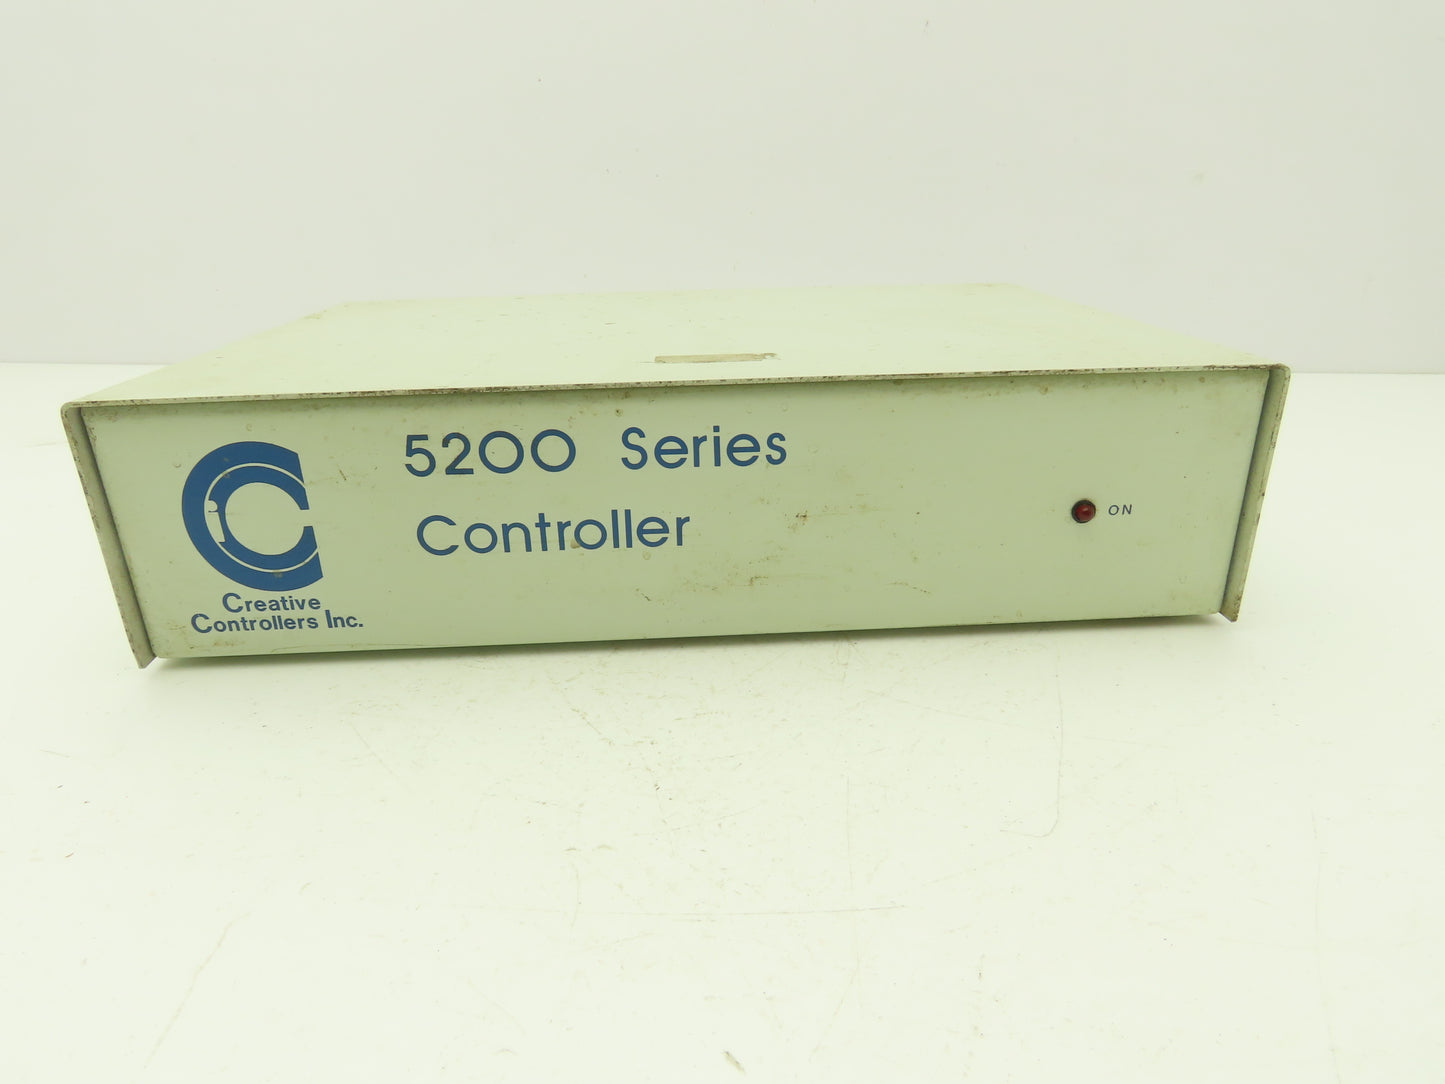 5200 Series
Controller
ON
Creative
Controllers Inc.